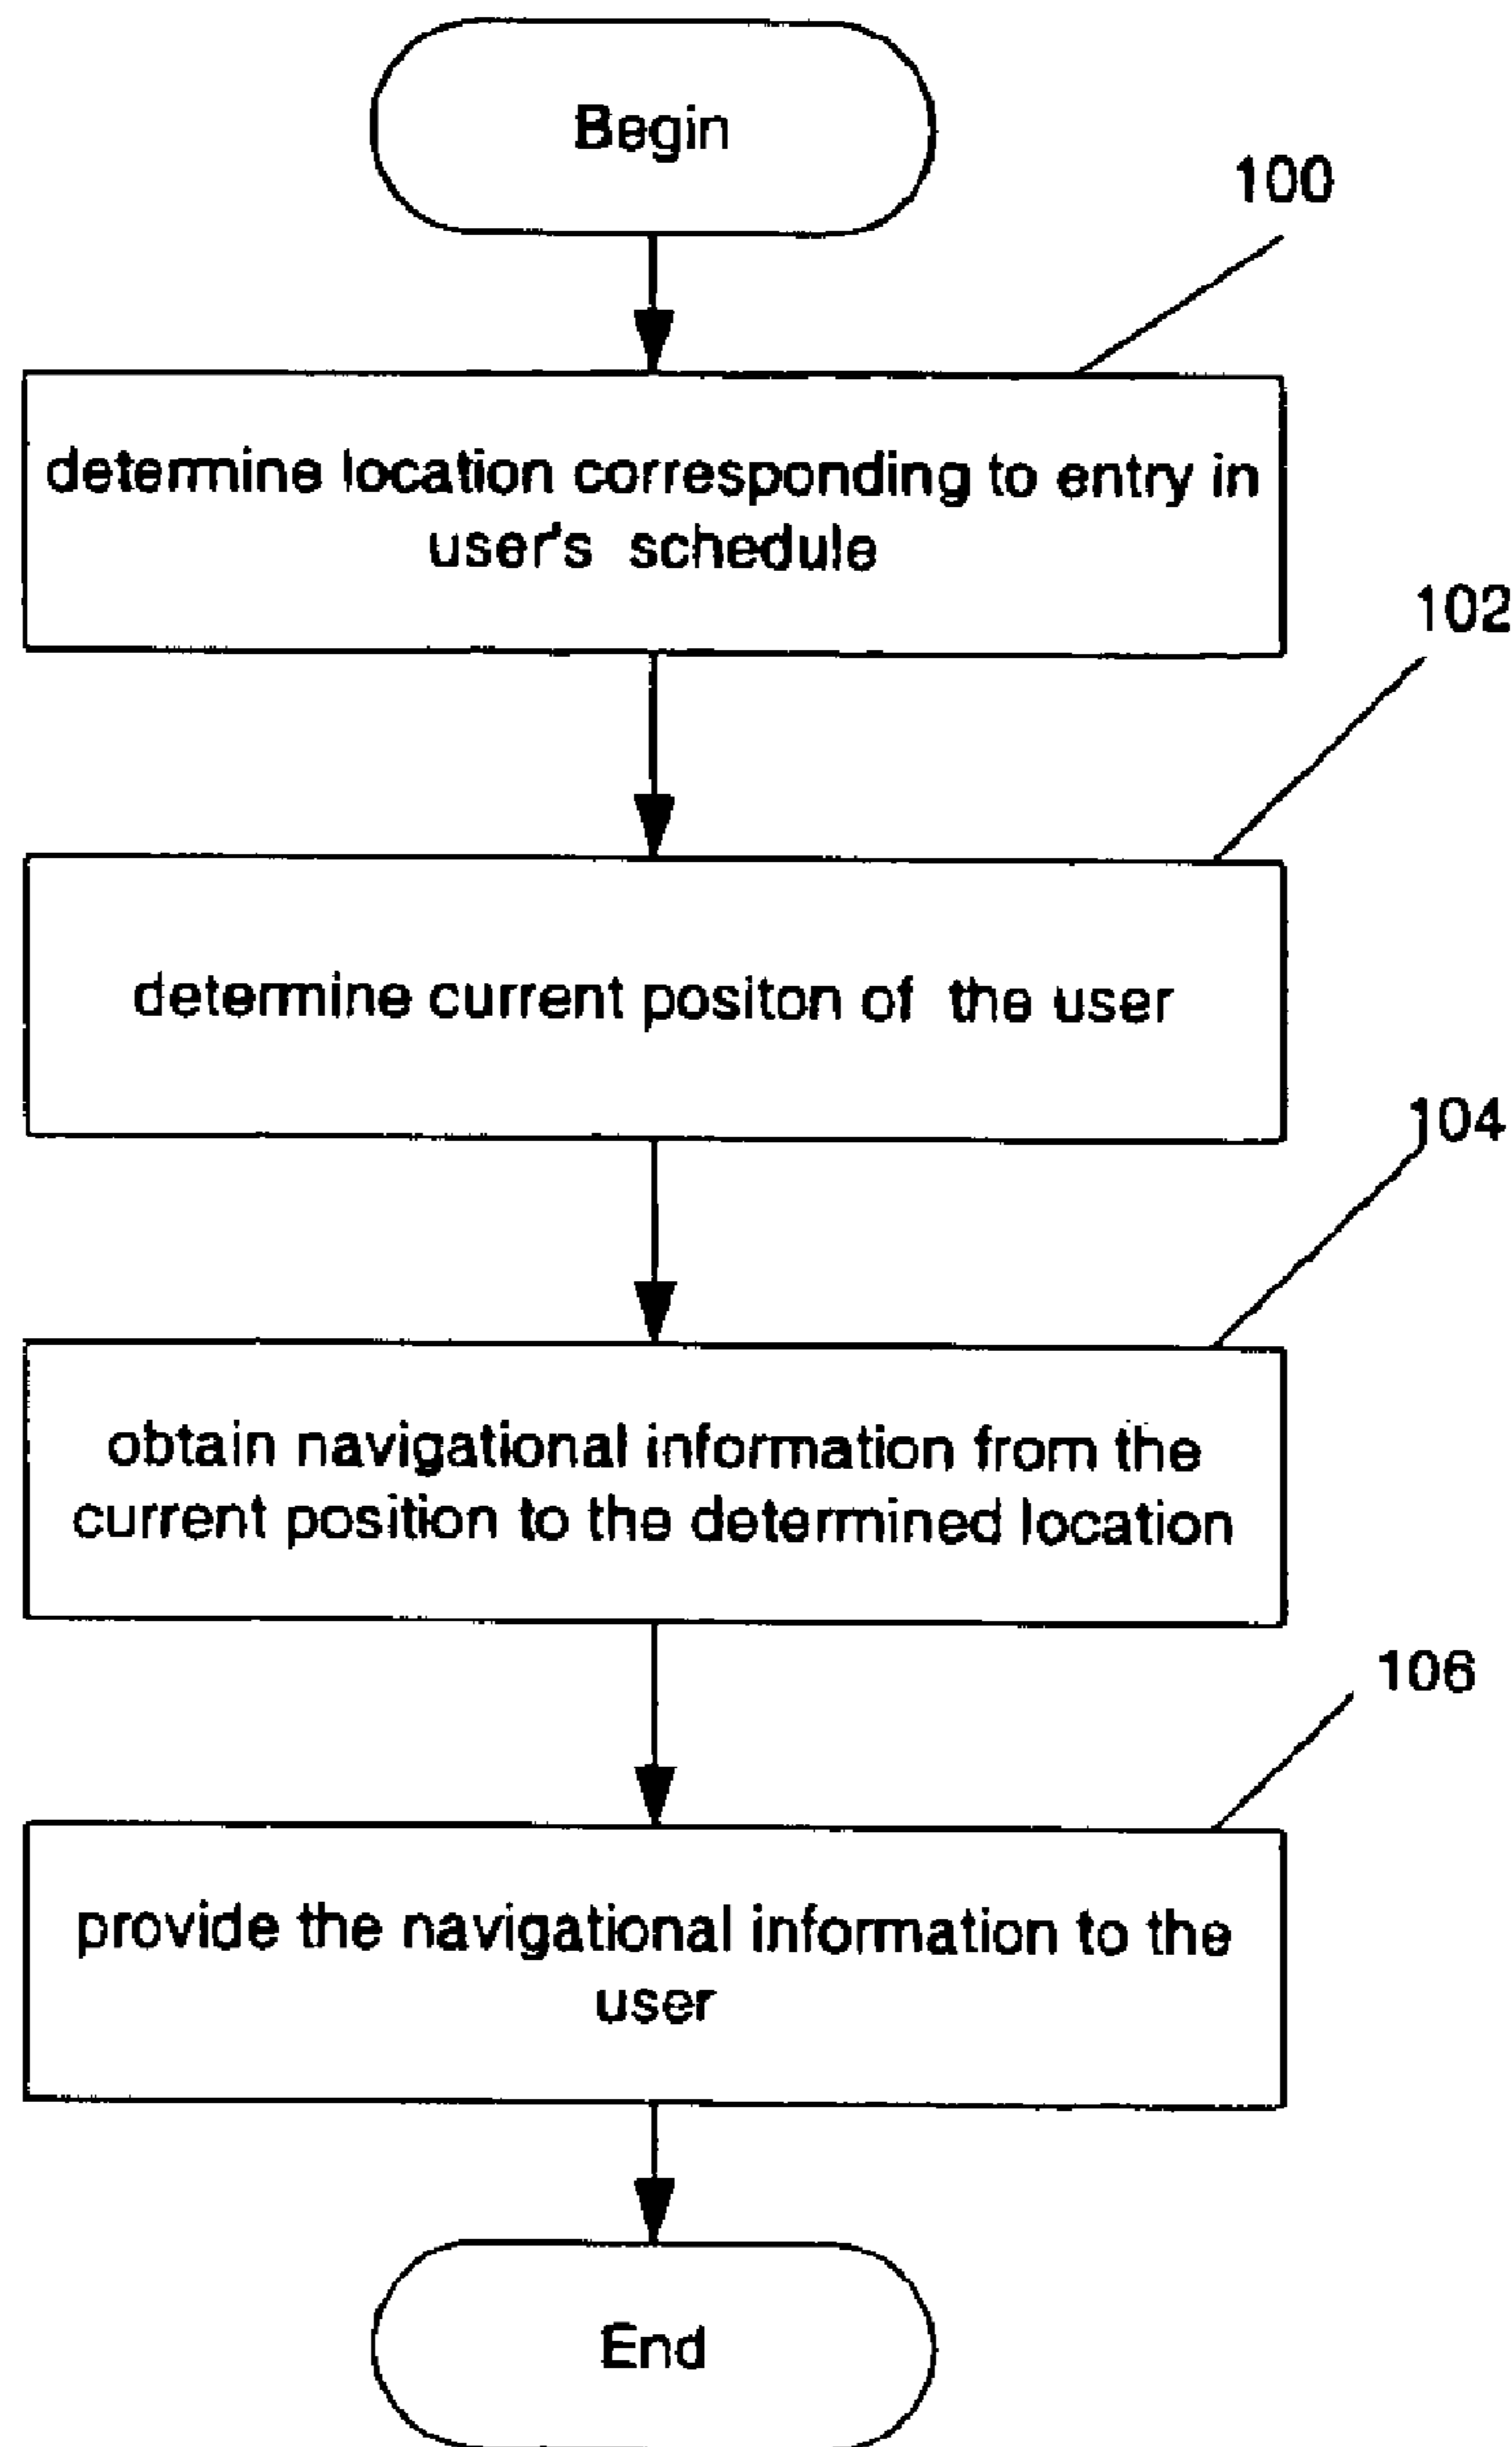 Begin
100
determine location corresponding to entry in
user's schedule
102
determine current positon of the user
104
obtain navigational information from the
current position to the determined location
106
provide the navigational information to the
user
End